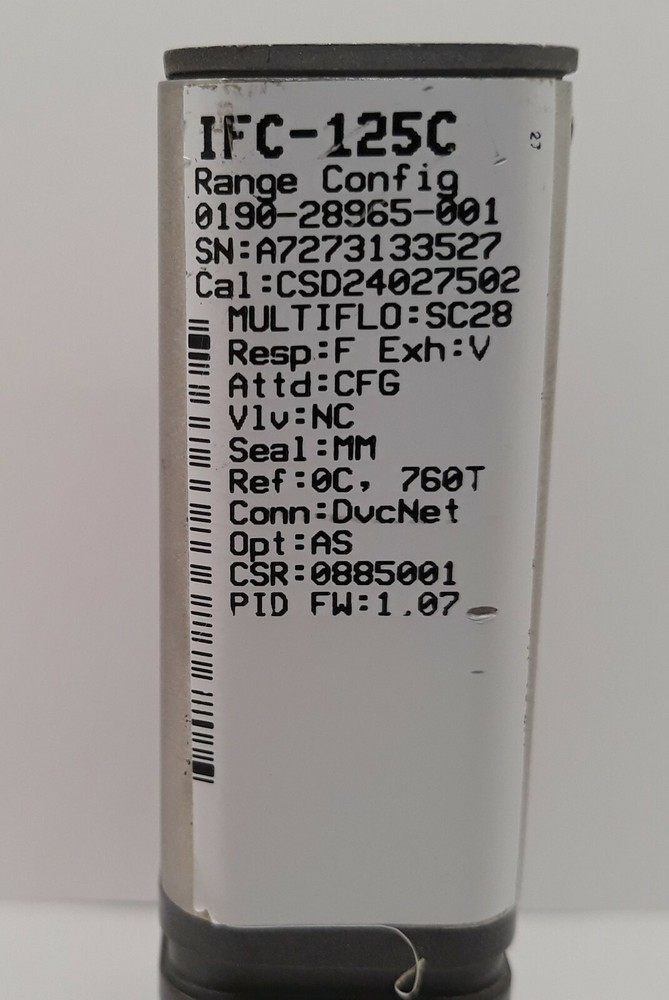 IFC-125C
27
Range Config
0190-28965-001
SN:A7273133527
Cal:CSD24027502
MULTIFLO:SC28
Resp:F Exh:V
Attd:CFG
Vlv:NC
Seal:MM
Ref:0C, 760T
Conn:DvcNet
Opt:AS
CSR:0885001
PID FW:1.07